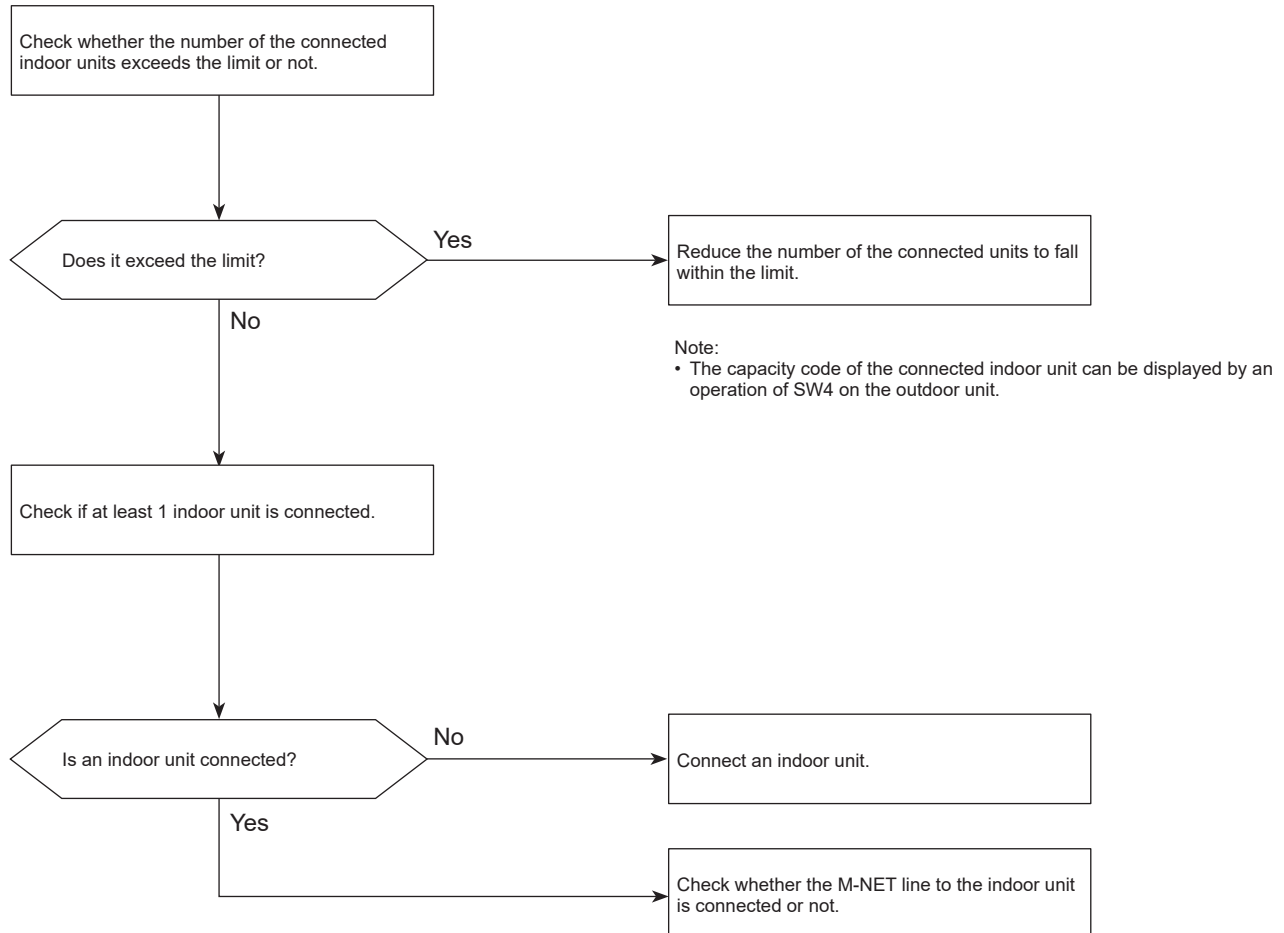 Check whether the number of the connected
indoor units exceeds the limit or not.
Does it exceed the limit?
Yes
Reduce the number of the connected units to fall
within the limit.
No
Note:
• The capacity code of the connected indoor unit can be displayed by an
operation of SW4 on the outdoor unit.
Check if at least 1 indoor unit is connected.
Is an indoor unit connected?
No
Connect an indoor unit.
Yes
Check whether the M-NET line to the indoor unit
is connected or not.